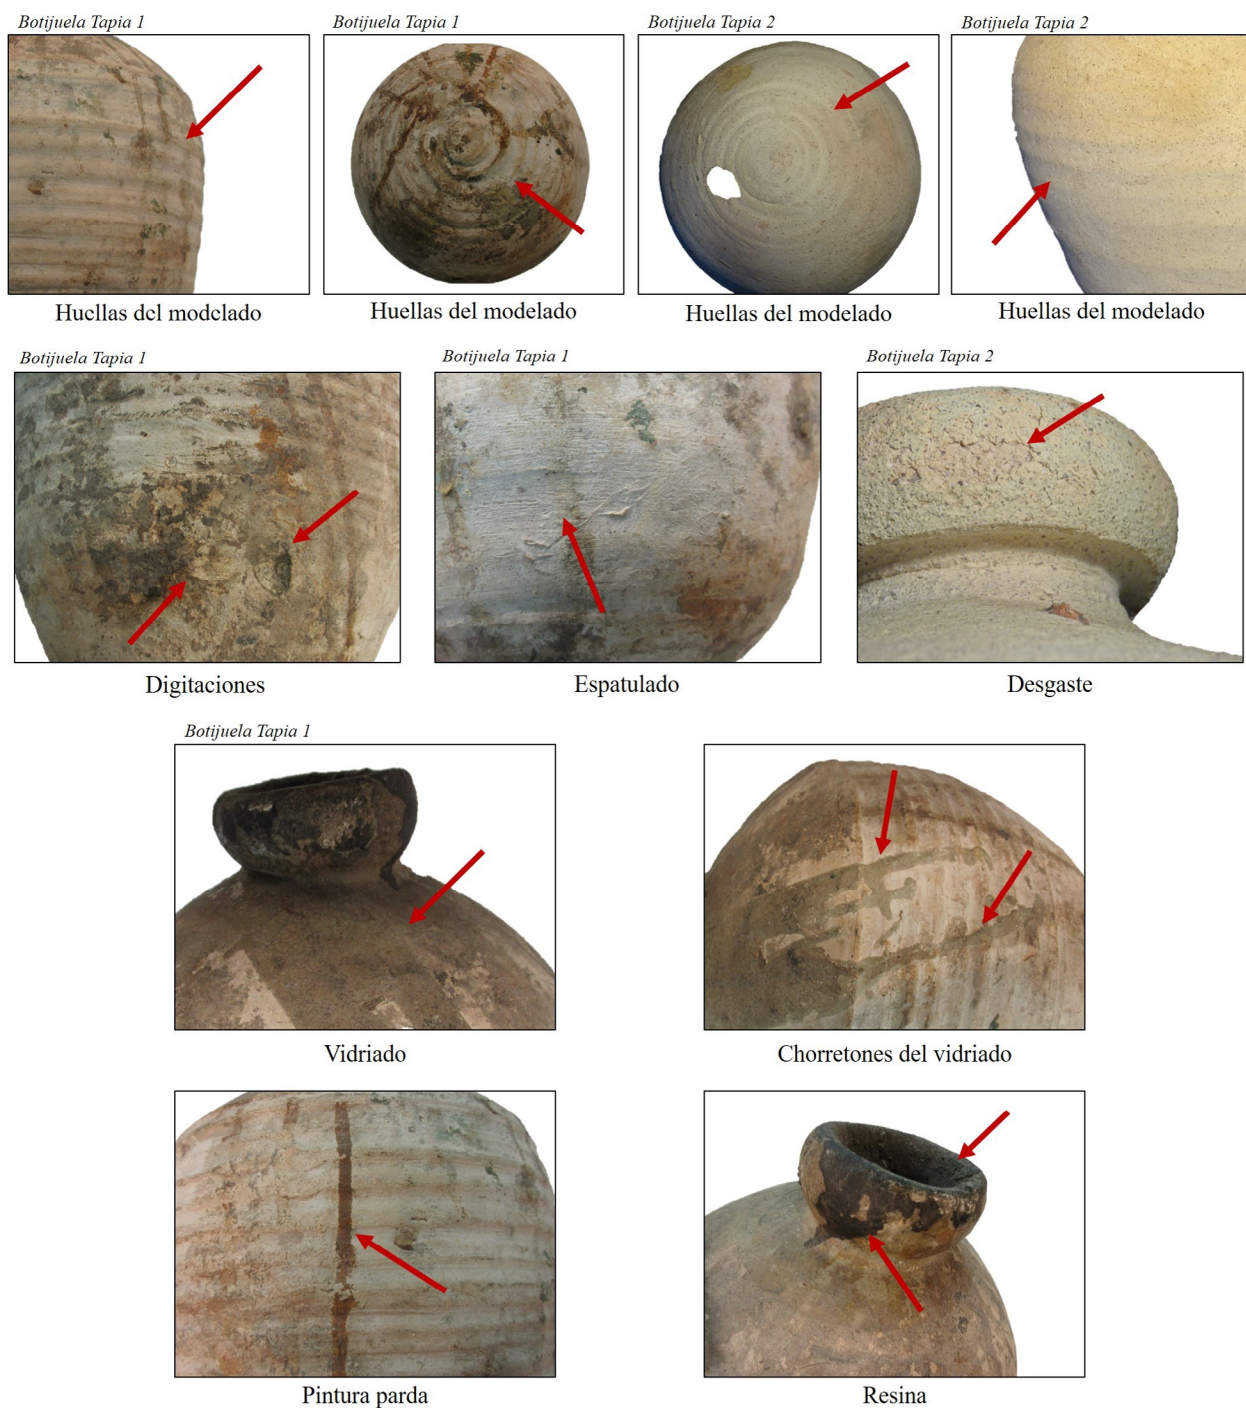 Botijuela Tapia 1
Botijuela Tapia 1
Botijuela Tapia 2
Botijuela Tapia 2
Huellas del modelado
Huellas del modelado
Huellas del modelado
Huellas del modelado
Botijuela Tapia 1
Botijuela Tapia 1
Botijuela Tapia 2
Digitaciones
Espatulado
Desgaste
Botijuela Tapia 1
Vidriado
Chorretones del vidriado
Pintura parda
Resina